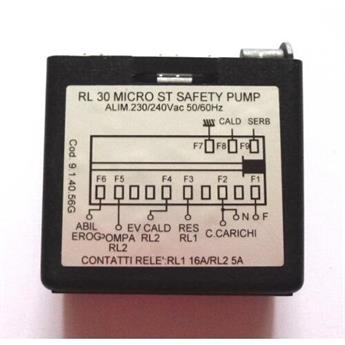 RL 30 MICRO ST SAFETY PUMP
ALIM.230/240Vac 50/60Hz
CALD SERB
F7 F8 F9
Cod. 9 1 40 56G
F6 F5 F4 F3 F2 F1
N F
ABIL EROG>
POMPA RL2
EV CALD RL2
RES RL1
C.CARICHI
CONTATTI RELE':RL1 16A/RL2 5A